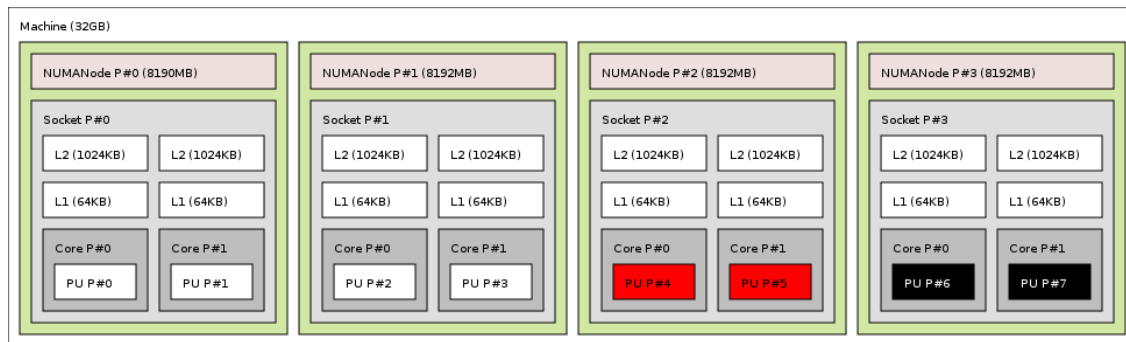 Machine (32GB)
NUMANode P#0 (8190MB)
Socket P#0
L2 (1024KB) L2 (1024KB)
L1 (64KB) L1 (64KB)
Core P#0 Core P#1
PU P#0 PU P#1
NUMANode P#1 (8192MB)
Socket P#1
L2 (1024KB) L2 (1024KB)
L1 (64KB) L1 (64KB)
Core P#0 Core P#1
PU P#2 PU P#3
NUMANode P#2 (8192MB)
Socket P#2
L2 (1024KB) L2 (1024KB)
L1 (64KB) L1 (64KB)
Core P#0 Core P#1
PU P#4 PU P#5
NUMANode P#3 (8192MB)
Socket P#3
L2 (1024KB) L2 (1024KB)
L1 (64KB) L1 (64KB)
Core P#0 Core P#1
PU P#6 PU P#7